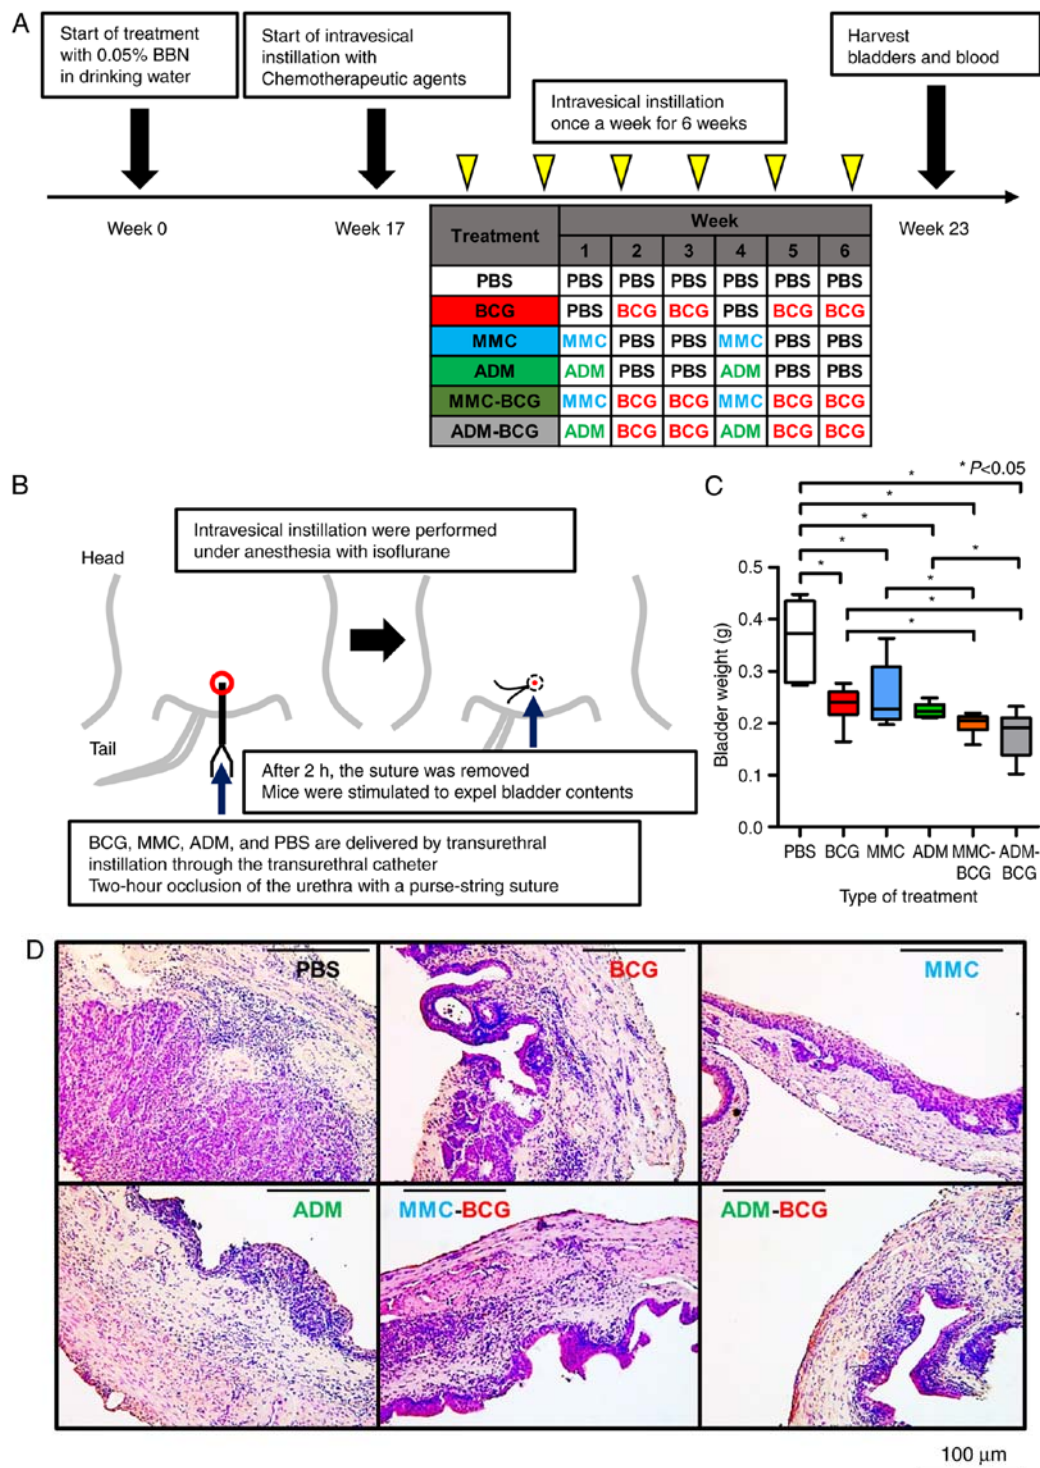 A
Start of treatment
with 0.05% BBN
in drinking water
Start of intravesical
instillation with
Chemotherapeutic agents
Intravesical instillation
once a week for 6 weeks
Harvest
bladders and blood
Week 0
Week 17
Week 23
Treatment
Week
1 2 3 4 5 6
PBS PBS PBS PBS PBS PBS PBS
BCG PBS BCG BCG PBS BCG BCG
MMC MMC PBS PBS MMC PBS PBS
ADM ADM PBS PBS ADM PBS PBS
MMC-BCG MMC BCG BCG MMC BCG BCG
ADM-BCG ADM BCG BCG ADM BCG BCG
B
Intravesical instillation were performed
under anesthesia with isoflurane
Head
Tail
After 2 h, the suture was removed
Mice were stimulated to expel bladder contents
BCG, MMC, ADM, and PBS are delivered by transurethral
instillation through the transurethral catheter
Two-hour occlusion of the urethra with a purse-string suture
C
* P<0.05
*
*
*
*
*
*
*
*
*
Bladder weight (g)
0.5
0.4
0.3
0.2
0.1
0.0
PBS BCG MMC ADM MMC- ADM-
BCG BCG
Type of treatment
D
PBS
BCG
MMC
ADM
MMC-BCG
ADM-BCG
100 µm